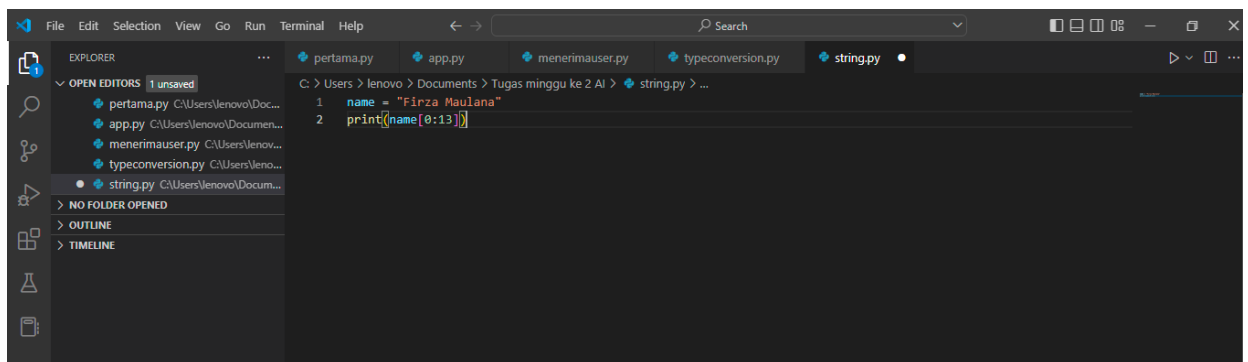 File Edit Selection View Go Run Terminal Help Search
EXPLORER ... pertama.py app.py menerimauser.py typeconversion.py string.py ...
OPEN EDITORS 1 unsaved
C: > Users > lenovo > Documents > Tugas minggu ke 2 AI > string.py > ...
pertama.py C:\Users\lenovo\Doc...
1 name = "Firza Maulana"
app.py C:\Users\lenovo\Documen...
2 print(name[0:13])
menerimauser.py C:\Users\lenov...
typeconversion.py C:\Users\leno...
string.py C:\Users\lenovo\Docum...
NO FOLDER OPENED
OUTLINE
TIMELINE
1